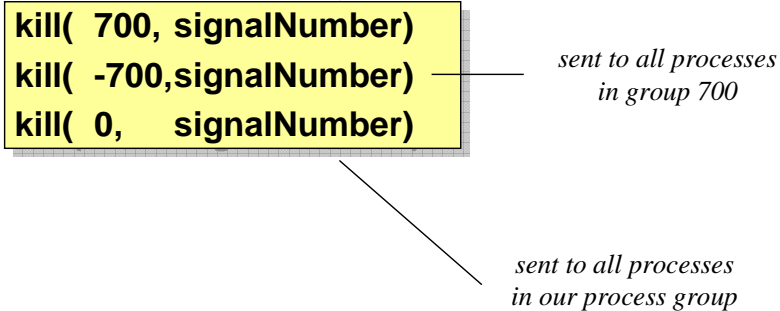 kill( 700, signalNumber)
kill( -700,signalNumber)
kill( 0, signalNumber)
sent to all processes
in group 700
sent to all processes
in our process group